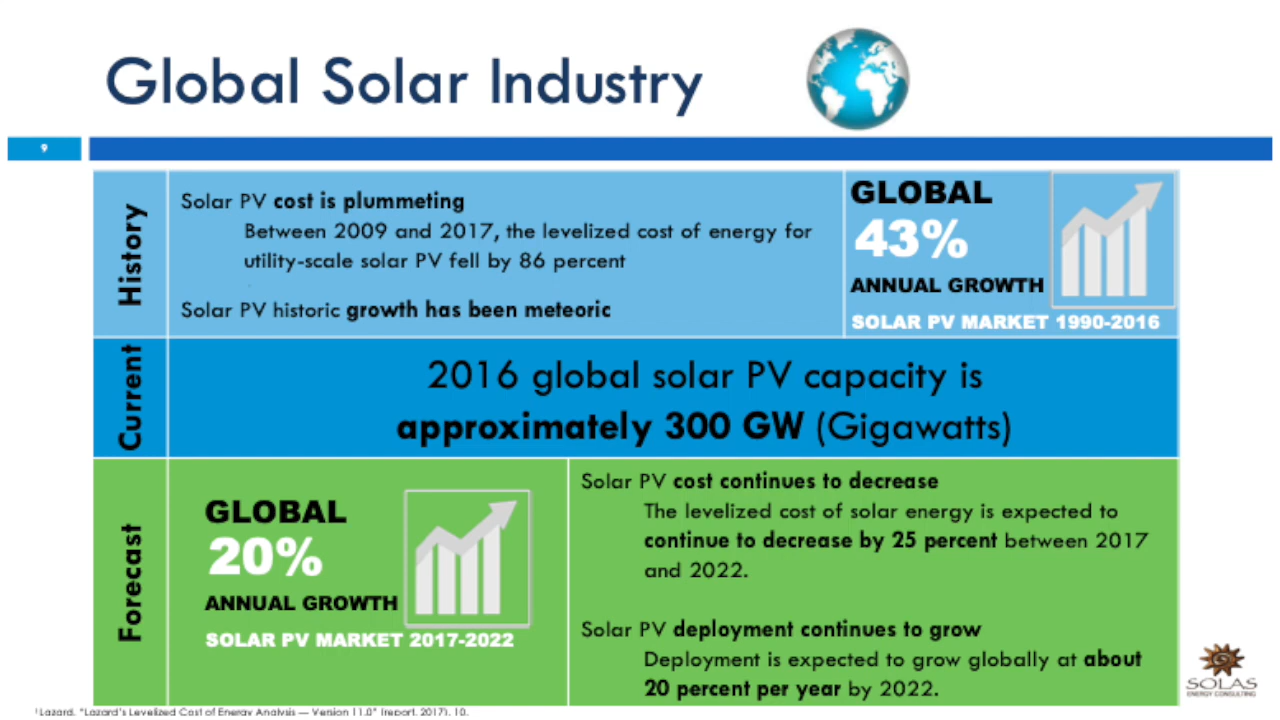 Global Solar Industry
9
History
Solar PV cost is plummeting
Between 2009 and 2017, the levelized cost of energy for
utility-scale solar PV fell by 86 percent
Solar PV historic growth has been meteoric
GLOBAL
43%
ANNUAL GROWTH
SOLAR PV MARKET 1990-2016
Current
2016 global solar PV capacity is
approximately 300 GW (Gigawatts)
Forecast
GLOBAL
20%
ANNUAL GROWTH
SOLAR PV MARKET 2017-2022
Solar PV cost continues to decrease
The levelized cost of solar energy is expected to
continue to decrease by 25 percent between 2017
and 2022.
Solar PV deployment continues to grow
Deployment is expected to grow globally at about
20 percent per year by 2022.
SOLAS
ENERGY CONSULTING
¹ Lazard, "Lazard's Levelized Cost of Energy Analysis — Version 11.0" (report, 2017), 10.